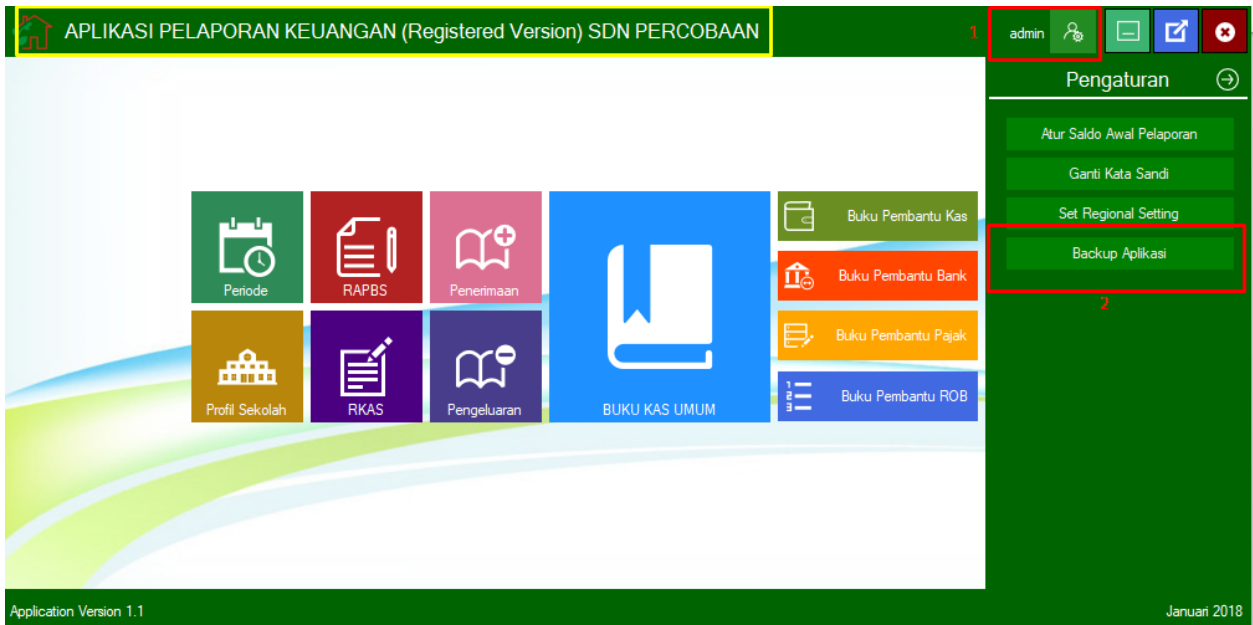 APLIKASI PELAPORAN KEUANGAN (Registered Version) SDN PERCOBAAN
1
admin
Pengaturan
Atur Saldo Awal Pelaporan
Ganti Kata Sandi
Set Regional Setting
Backup Aplikasi
2
Periode
RAPBS
Penerimaan
Profil Sekolah
RKAS
Pengeluaran
BUKU KAS UMUM
Buku Pembantu Kas
Buku Pembantu Bank
Buku Pembantu Pajak
Buku Pembantu ROB
Application Version 1.1
Januari 2018